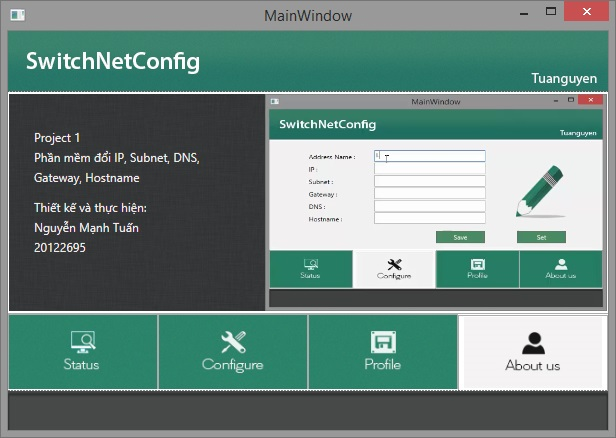 MainWindow
SwitchNetConfig
Tuanguyen
Project 1
Phần mềm đổi IP, Subnet, DNS,
Gateway, Hostname
Thiết kế và thực hiện:
Nguyễn Mạnh Tuấn
20122695
MainWindow
SwitchNetConfig
Tuanguyen
Address Name :
IP :
Subnet :
Gateway :
DNS :
Hostname :
Save Set
Status Configure Profile About us
Status Configure Profile About us